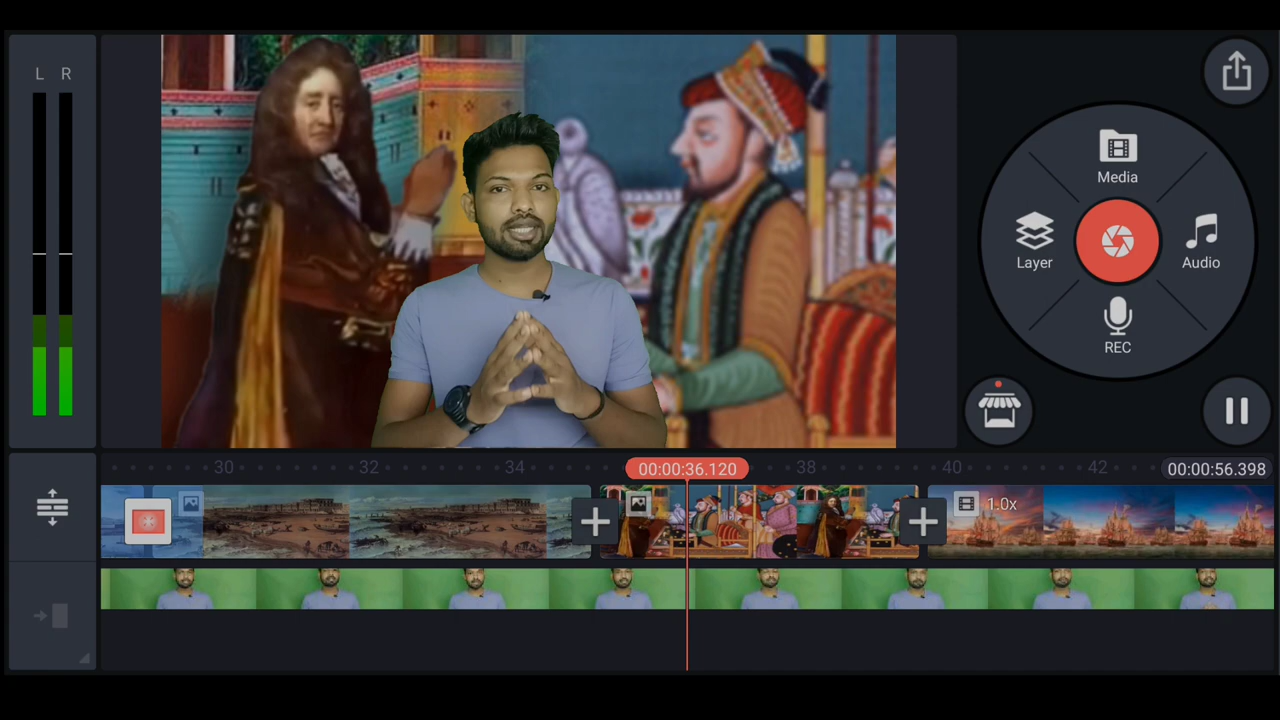 L R
Media
Layer
Audio
REC
30
32
34
00:00:36.120
38
40
42
00:00:56.398
1.0x